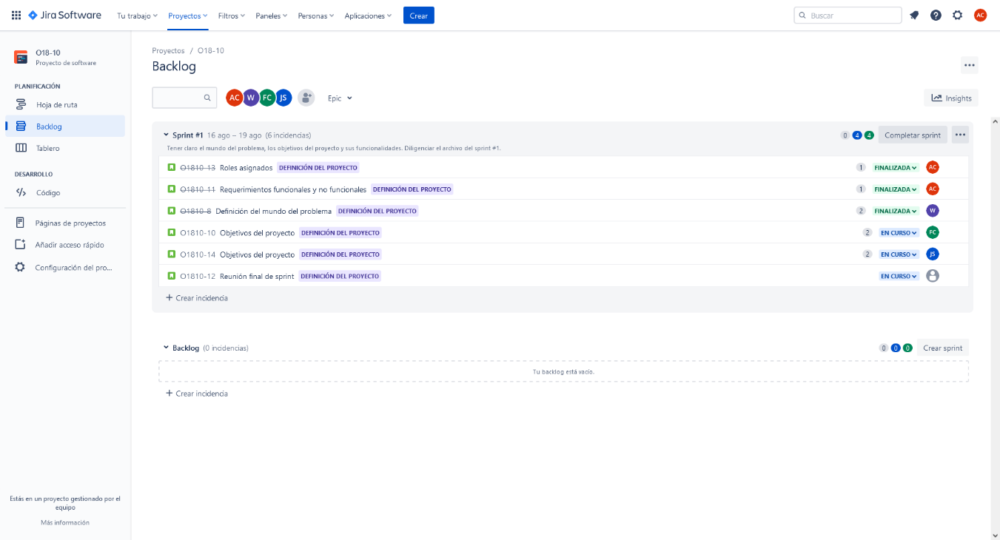 Jira Software Tu trabajo Proyectos Filtros Paneles Personas Aplicaciones Crear Buscar AC
O18-10
Proyecto de software
PLANIFICACIÓN
Hoja de ruta
Backlog
Tablero
DESARROLLO
Código
Páginas de proyectos
Añadir acceso rápido
Configuración del pro...
Estás en un proyecto gestionado por el
equipo
Más información
Proyectos / O18-10
Backlog
AC W FC JS Epic Insights
Sprint #1 16 ago – 19 ago (6 incidencias) 0 4 4 Completar sprint
Tener claro el mundo del problema, los objetivos del proyecto y sus funcionalidades. Diligenciar el archivo del sprint #1.
O1810-13 Roles asignados DEFINICIÓN DEL PROYECTO 1 FINALIZADA AC
O1810-11 Requerimientos funcionales y no funcionales DEFINICIÓN DEL PROYECTO 1 FINALIZADA AC
O1810-8 Definición del mundo del problema DEFINICIÓN DEL PROYECTO 2 FINALIZADA W
O1810-10 Objetivos del proyecto DEFINICIÓN DEL PROYECTO 2 EN CURSO FC
O1810-14 Objetivos del proyecto DEFINICIÓN DEL PROYECTO 2 EN CURSO JS
O1810-12 Reunión final de sprint DEFINICIÓN DEL PROYECTO EN CURSO
+ Crear incidencia
Backlog (0 incidencias) 0 0 0 Crear sprint
Tu backlog está vacío.
+ Crear incidencia